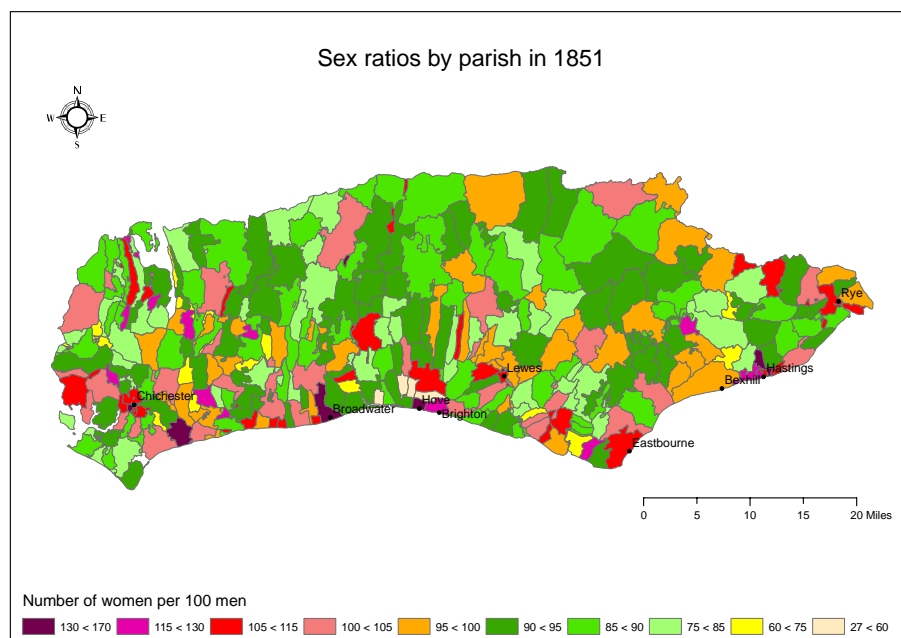 Sex ratios by parish in 1851
N
W E
S
Rye
Hastings
Lewes
Bexhill
Chichester
Hove
Broadwater
Brighton
Eastbourne
0 5 10 15 20 Miles
Number of women per 100 men
130 < 170 115 < 130 105 < 115 100 < 105 95 < 100 90 < 95 85 < 90 75 < 85 60 < 75 27 < 60